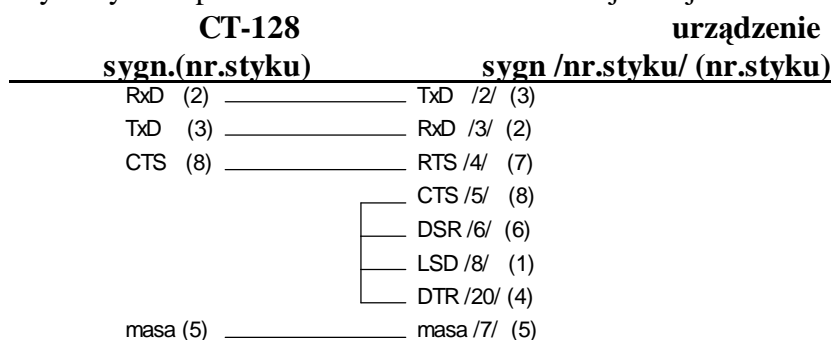 CT-128 urządzenie
sygn.(nr.styku) sygn /nr.styku/ (nr.styku)
RxD (2) TxD /2/ (3)
TxD (3) RxD /3/ (2)
CTS (8) RTS /4/ (7)
CTS /5/ (8)
DSR /6/ (6)
LSD /8/ (1)
DTR /20/ (4)
masa (5) masa /7/ (5)